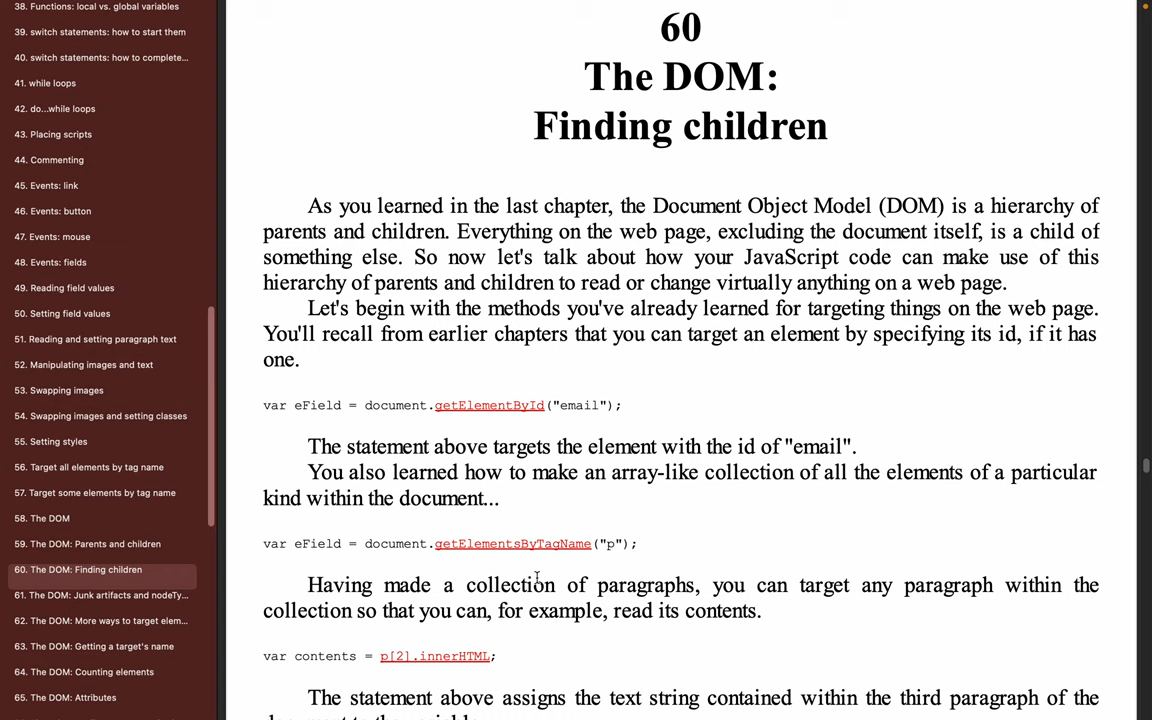 38. Functions: local vs. global variables
39. switch statements: how to start them
40. switch statements: how to complete...
41. while loops
42. do...while loops
43. Placing scripts
44. Commenting
45. Events: link
46. Events: button
47. Events: mouse
48. Events: fields
49. Reading field values
50. Setting field values
51. Reading and setting paragraph text
52. Manipulating images and text
53. Swapping images
54. Swapping images and setting classes
55. Setting styles
56. Target all elements by tag name
57. Target some elements by tag name
58. The DOM
59. The DOM: Parents and children
60. The DOM: Finding children
61. The DOM: Junk artifacts and nodeTy...
62. The DOM: More ways to target elem...
63. The DOM: Getting a target's name
64. The DOM: Counting elements
65. The DOM: Attributes
60
The DOM:
Finding children
As you learned in the last chapter, the Document Object Model (DOM) is a hierarchy of
parents and children. Everything on the web page, excluding the document itself, is a child of
something else. So now let's talk about how your JavaScript code can make use of this
hierarchy of parents and children to read or change virtually anything on a web page.
Let's begin with the methods you've already learned for targeting things on the web page.
You'll recall from earlier chapters that you can target an element by specifying its id, if it has
one.
var eField = document.getElementById("email");
The statement above targets the element with the id of "email".
You also learned how to make an array-like collection of all the elements of a particular
kind within the document...
var eField = document.getElementsByTagName("p");
Having made a collection of paragraphs, you can target any paragraph within the
collection so that you can, for example, read its contents.
var contents = p[2].innerHTML;
The statement above assigns the text string contained within the third paragraph of the
document to the variable